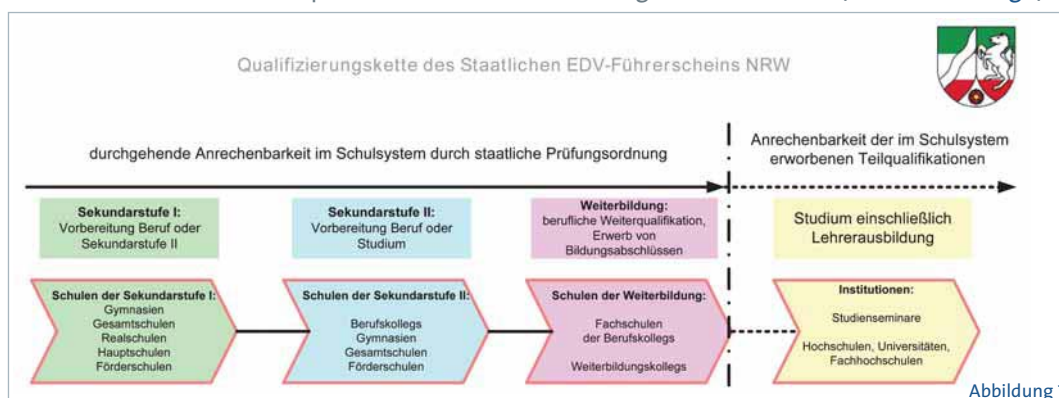 Qualifizierungskette des Staatlichen EDV-Führerscheins NRW
durchgehende Anrechenbarkeit im Schulsystem durch staatliche Prüfungsordnung
Anrechenbarkeit der im Schulsystem
erworbenen Teilqualifikationen
Sekundarstufe I:
Vorbereitung Beruf oder
Sekundarstufe II
Sekundarstufe II:
Vorbereitung Beruf oder
Studium
Weiterbildung:
berufliche Weiterqualifikation,
Erwerb von
Bildungsabschlüssen
Studium einschließlich
Lehrerausbildung
Schulen der Sekundarstufe I:
Gymnasien
Gesamtschulen
Realschulen
Hauptschulen
Förderschulen
Schulen der Sekundarstufe II:
Berufskollegs
Gymnasien
Gesamtschulen
Förderschulen
Schulen der Weiterbildung:
Fachschulen
der Berufskollegs
Weiterbildungskollegs
Institutionen:
Studienseminare
Hochschulen, Universitäten,
Fachhochschulen
Abbildung